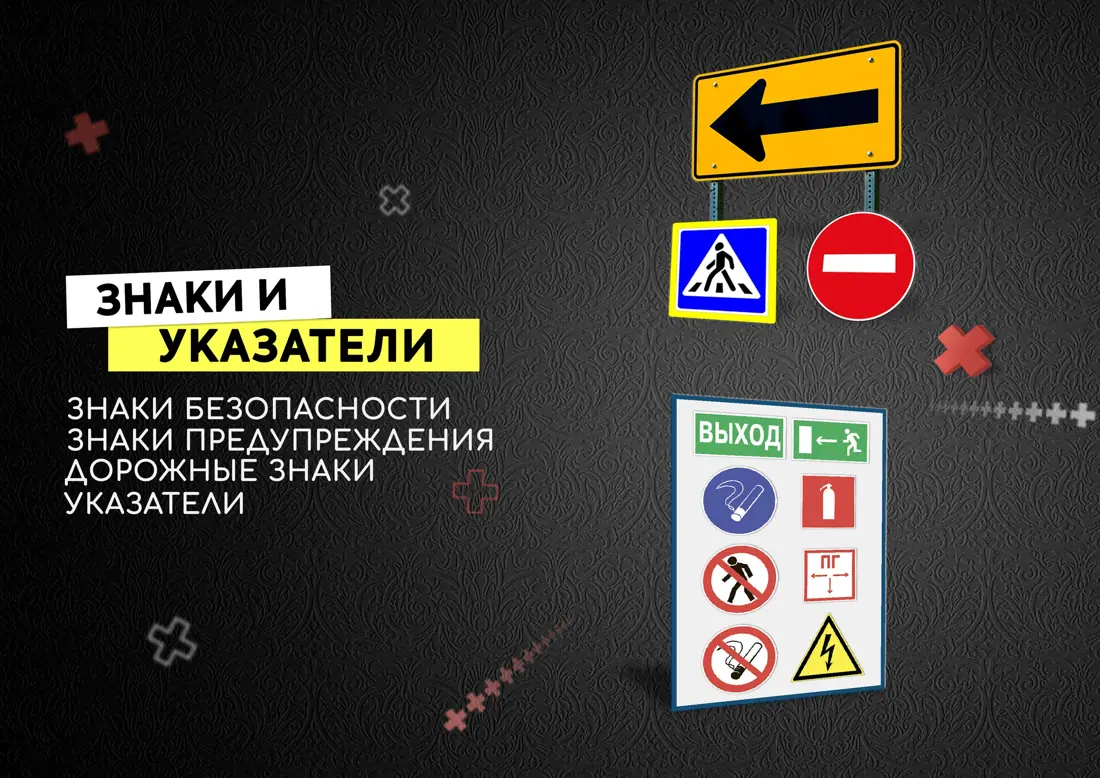 ЗНАКИ И
УКАЗАТЕЛИ
ЗНАКИ БЕЗОПАСНОСТИ
ЗНАКИ ПРЕДУПРЕЖДЕНИЯ
ДОРОЖНЫЕ ЗНАКИ
УКАЗАТЕЛИ
ВЫХОД
ПГ